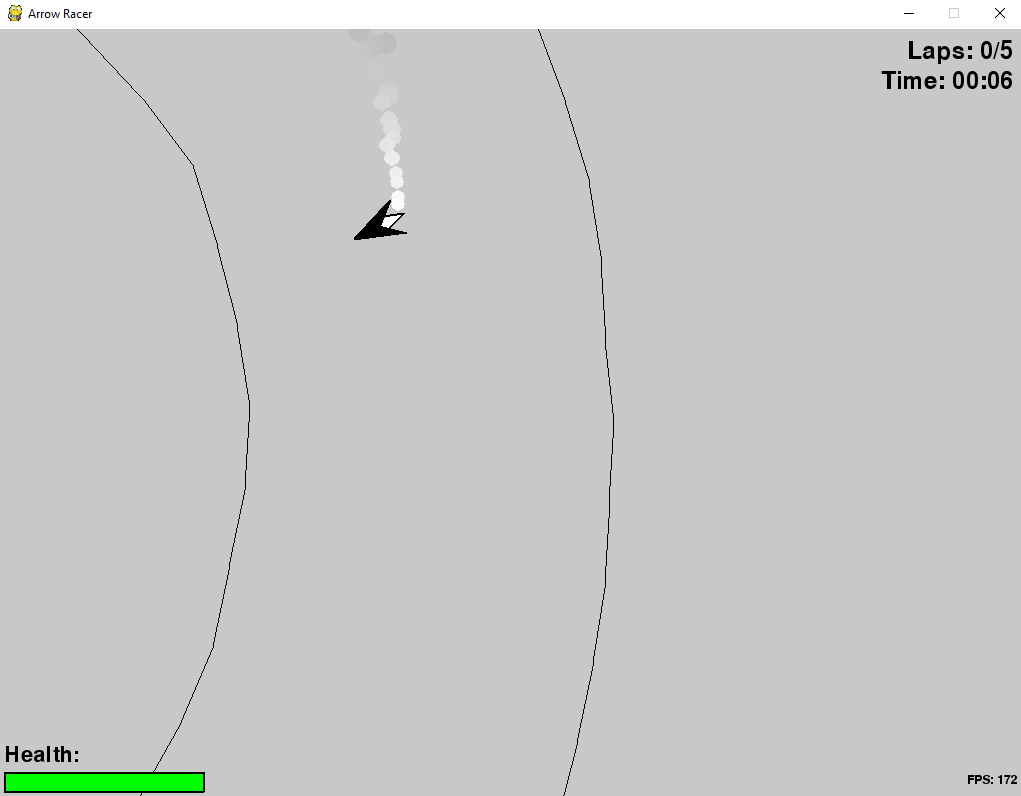 Arrow Racer
Laps: 0/5
Time: 00:06
Health:
FPS: 172